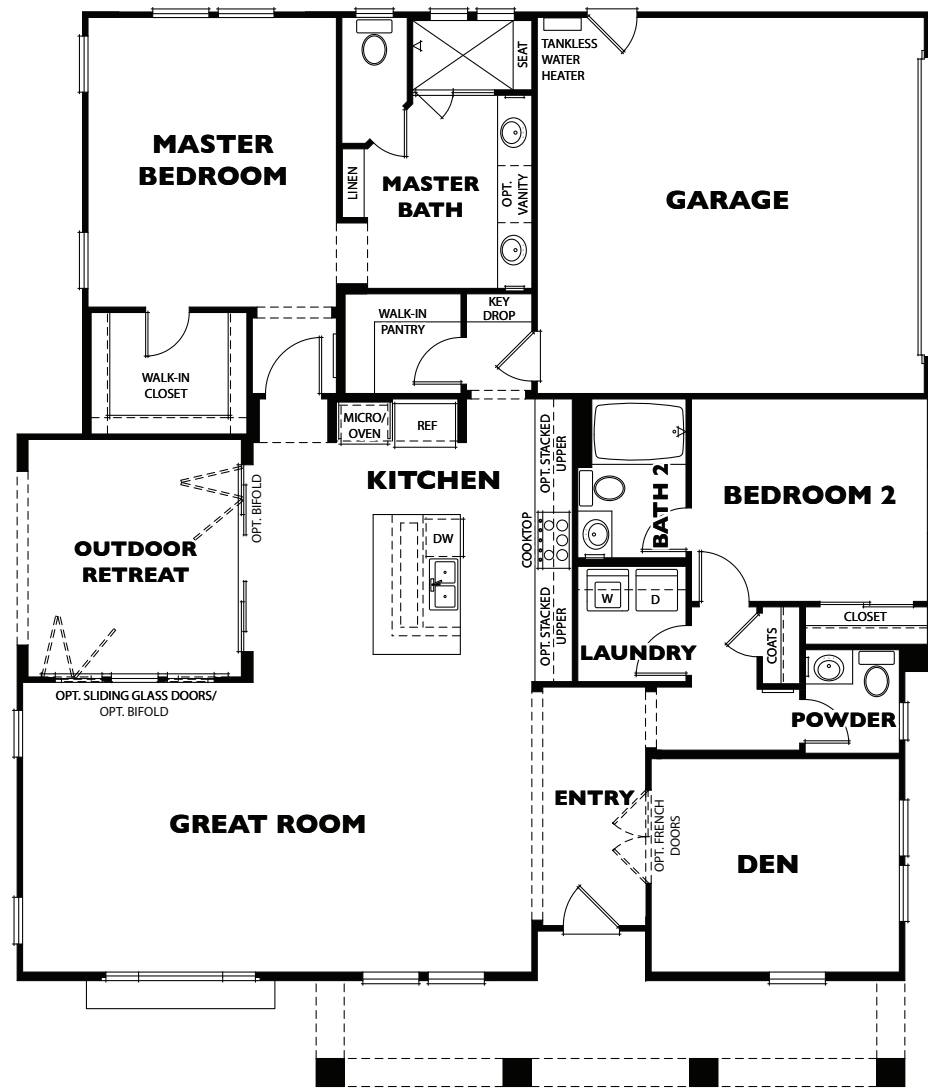 TANKLESS
WATER
HEATER
SEAT
MASTER
BEDROOM
LINEN
MASTER
BATH
OPT.
VANITY
GARAGE
WALK-IN
PANTRY
KEY
DROP
WALK-IN
CLOSET
MICRO/
OVEN
REF
KITCHEN
OPT. STACKED
UPPER
BATH 2
BEDROOM 2
OPT. BIFOLD
OUTDOOR
RETREAT
DW
COOKTOP
W
D
OPT. STACKED
UPPER
LAUNDRY
COATS
CLOSET
OPT. SLIDING GLASS DOORS/
OPT. BIFOLD
POWDER
ENTRY
GREAT ROOM
OPT. FRENCH
DOORS
DEN